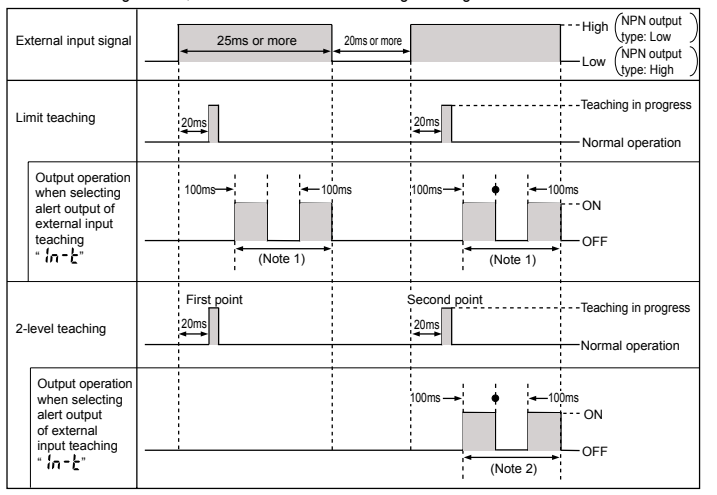 External input signal
25ms or more
20ms or more
High (NPN output type: Low)
Low (NPN output type: High)
Limit teaching
20ms
20ms
Teaching in progress
Normal operation
Output operation
when selecting
alert output of
external input
teaching
"in-t"
100ms
100ms
100ms
100ms
ON
OFF
(Note 1)
(Note 1)
2-level teaching
First point
20ms
Second point
20ms
Teaching in progress
Normal operation
Output operation
when selecting
alert output
of external
input teaching
"in-t"
100ms
100ms
ON
OFF
(Note 2)